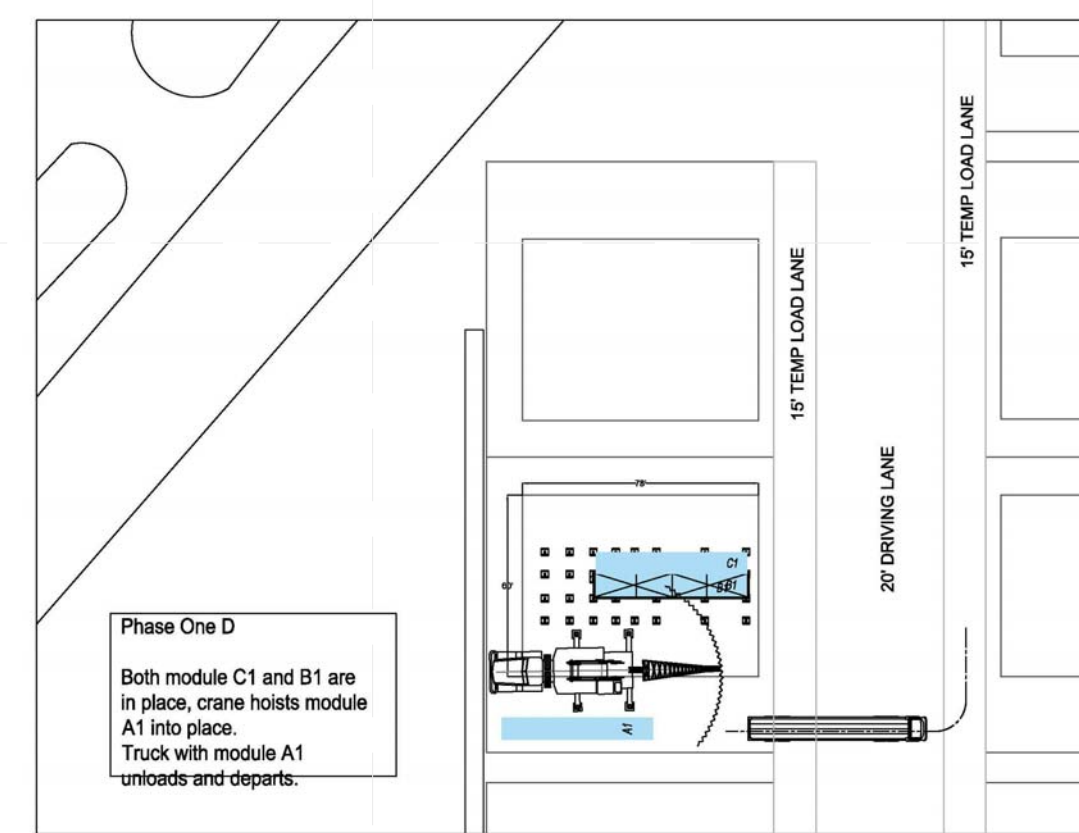 15' TEMP LOAD LANE
15' TEMP LOAD LANE
20' DRIVING LANE
78'
C1
B1
A1
Phase One D
Both module C1 and B1 are
in place, crane hoists module
A1 into place.
Truck with module A1
unloads and departs.